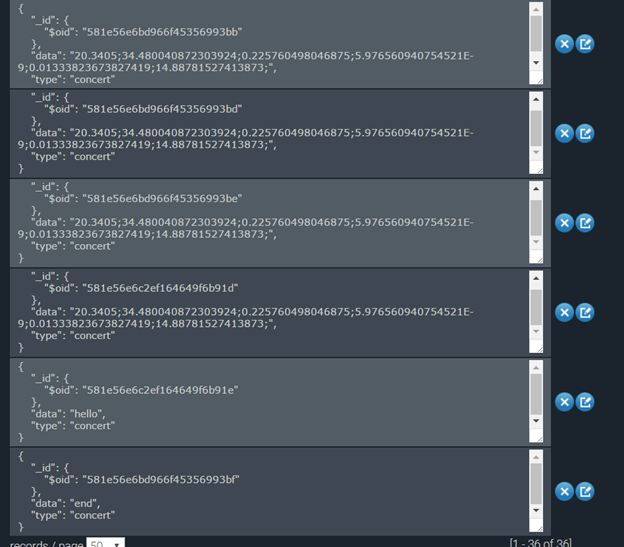 {
"_id": {
"$oid": "581e56e6bd966f45356993bb"
},
"data": "20.3405;34.480040872303924;0.225760498046875;5.976560940754521E-
9;0.01333823673827419;14.88781527413873;",
"type": "concert"
"_id": {
"$oid": "581e56e6bd966f45356993bd"
},
"data": "20.3405;34.480040872303924;0.225760498046875;5.976560940754521E-
9;0.01333823673827419;14.88781527413873;",
"type": "concert"
}
"_id": {
"$oid": "581e56e6bd966f45356993be"
},
"data": "20.3405;34.480040872303924;0.225760498046875;5.976560940754521E-
9;0.01333823673827419;14.88781527413873;",
"type": "concert"
}
"_id": {
"$oid": "581e56e6c2ef164649f6b91d"
},
"data": "20.3405;34.480040872303924;0.225760498046875;5.976560940754521E-
9;0.01333823673827419;14.88781527413873;",
"type": "concert"
}
{
"_id": {
"$oid": "581e56e6c2ef164649f6b91e"
},
"data": "hello",
"type": "concert"
}
{
"_id": {
"$oid": "581e56e6bd966f45356993bf"
},
"data": "end",
"type": "concert"
}
records / page 50 [1 - 36 of 36]